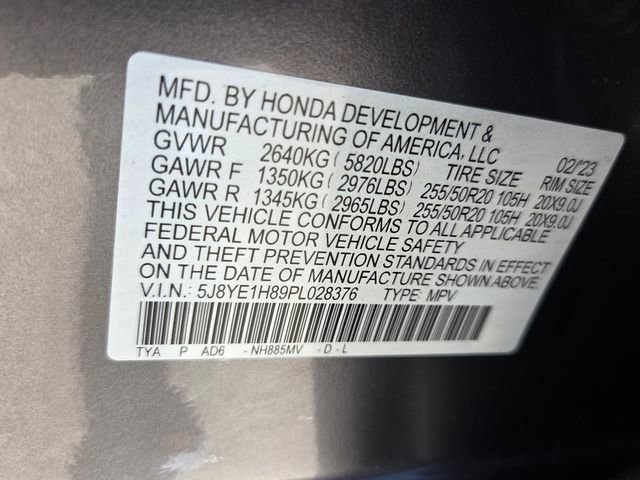 MFD. BY HONDA DEVELOPMENT &
MANUFACTURING OF AMERICA, LLC 02/'23
GVWR 2640KG ( 5820LBS) TIRE SIZE RIM SIZE
GAWR F 1350KG ( 2976LBS) 255/50R20 105H 20X9.0J
GAWR R 1345KG ( 2965LBS) 255/50R20 105H 20X9.0J
THIS VEHICLE CONFORMS TO ALL APPLICABLE
FEDERAL MOTOR VEHICLE SAFETY
AND THEFT PREVENTION STANDARDS IN EFFECT
ON THE DATE OF MANUFACTURE SHOWN ABOVE.
V.I.N.: 5J8YE1H89PL028376 TYPE: MPV
TYA P AD6 - NH885MV - D - L